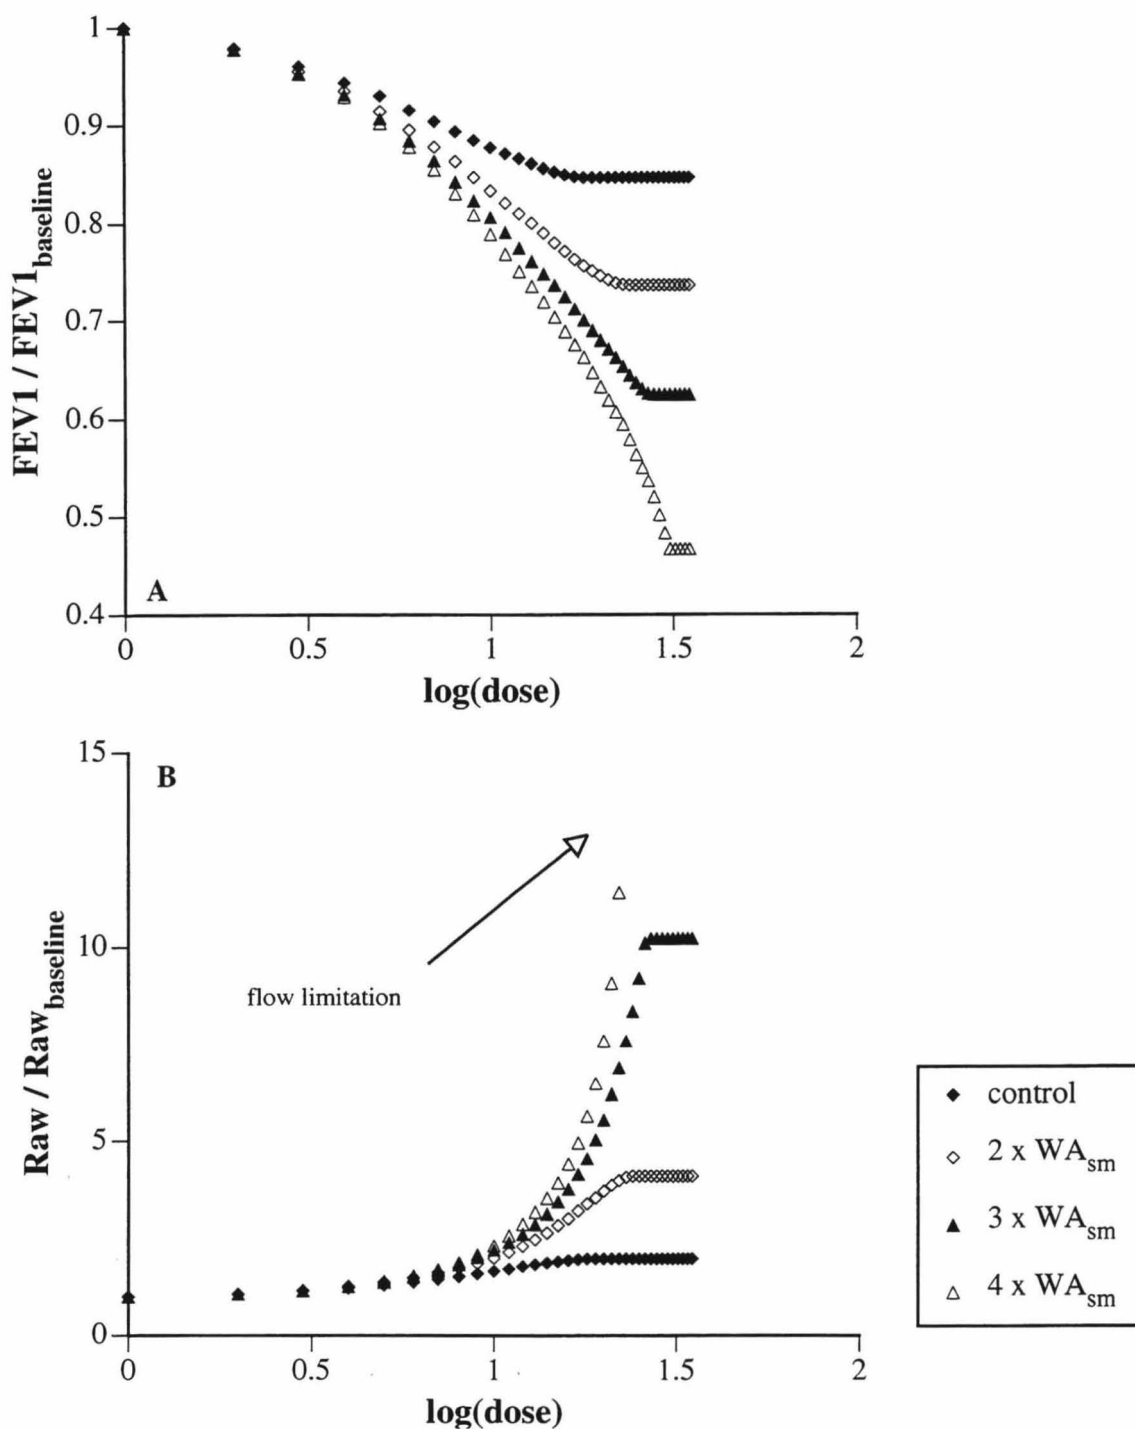 FEV1 / FEV1baseline
1
0.9
0.8
0.7
0.6
0.5
0.4
A
0
0.5
1
1.5
2
log(dose)
Raw / Rawbaseline
15
10
5
0
B
flow limitation
0
0.5
1
1.5
2
log(dose)
control
2 x WAsm
3 x WAsm
4 x WAsm